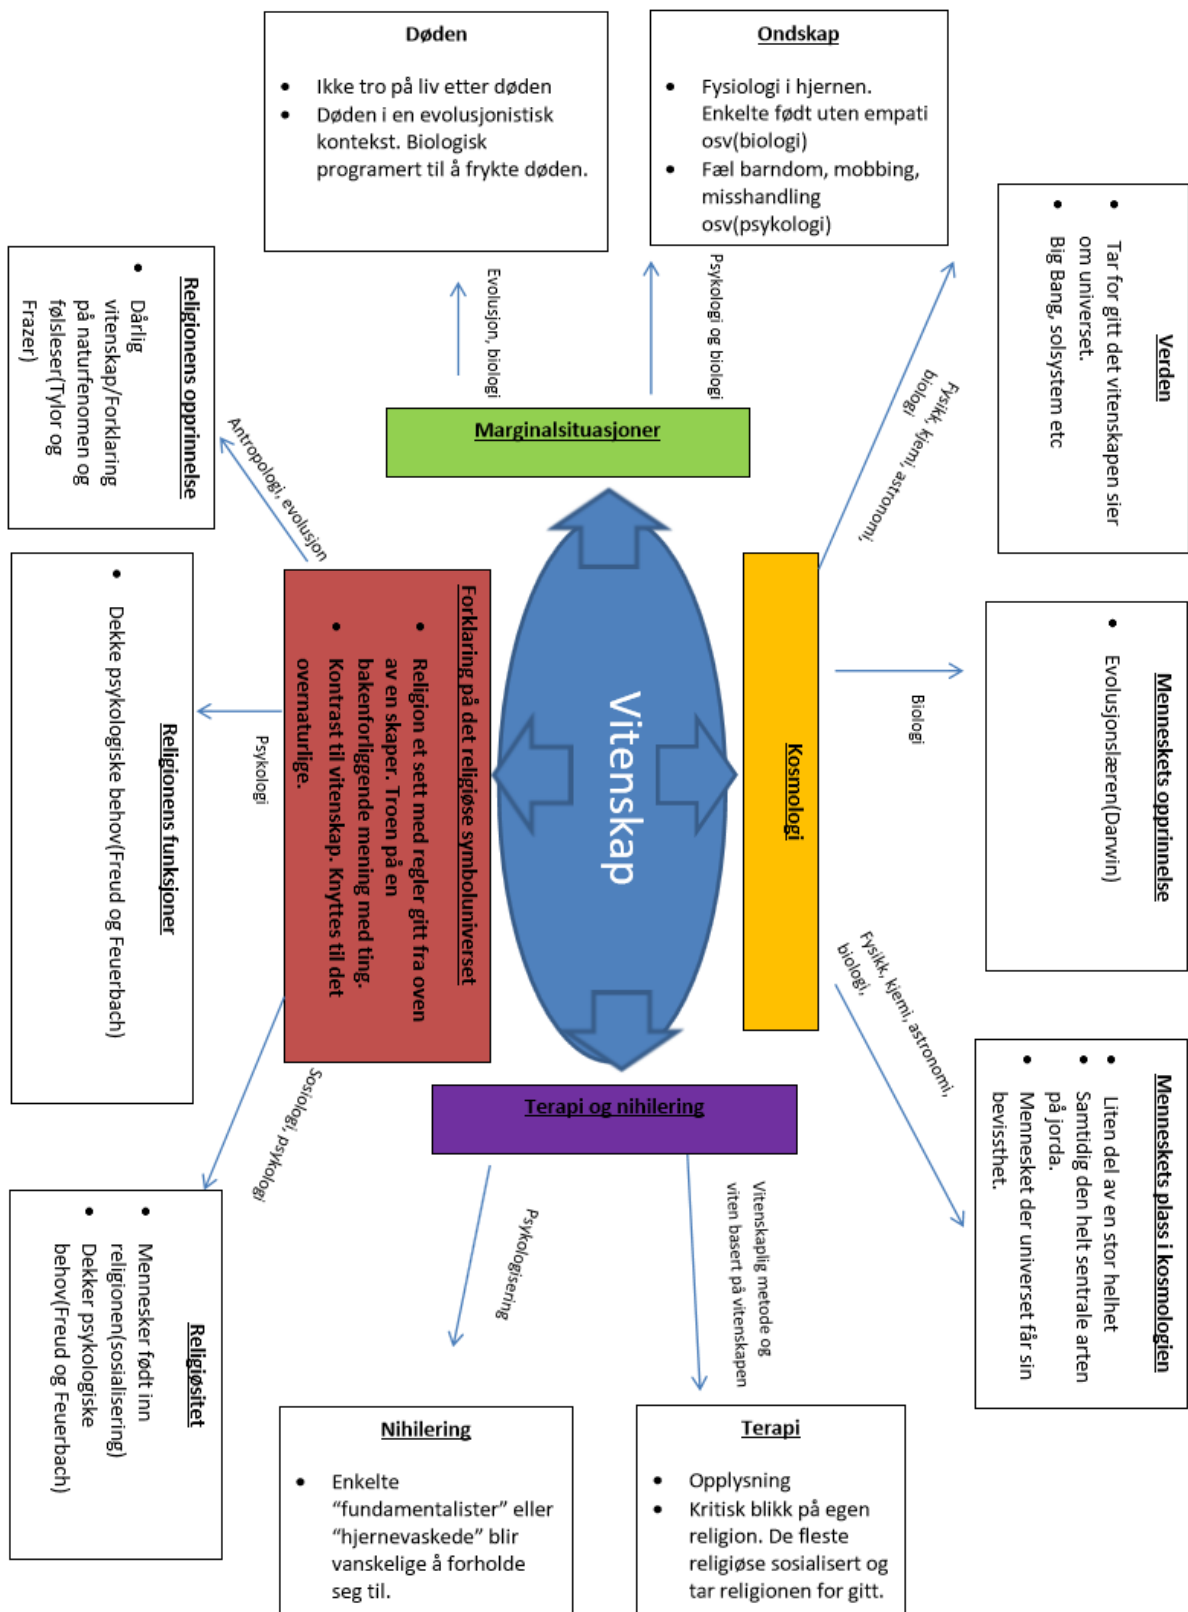 Døden
Ikke tro på liv etter døden
Døden i en evolusjonistisk
kontekst. Biologisk
programert til å frykte døden.
Ondskap
Fysiologi i hjernen.
Enkelte født uten empati
osv(biologi)
Fæl barndom, mobbing,
misshandling
osv(psykologi)
Evolusjon, biologi
Psykologi og biologi
Marginalsituasjoner
Verden
Tar for gitt det vitenskapen sier
om universet.
Big Bang, solsystem etc
Fysikk, kjemi, astronomi,
biologi
Religionens opprinnelse
Dårlig
vitenskap/Forklaring
på naturfenomen og
følsleser(Tylor og
Frazer)
Antropologi, evolusjon
Forklaring på det religiøse symboluniverset
Religion et sett med regler gitt fra oven
av en skaper. Troen på en
bakenforliggende mening med ting.
Kontrast til vitenskap. Knyttes til det
overnaturlige.
Vitenskap
Kosmologi
Menneskets opprinnelse
Evolusjonslæren(Darwin)
Biologi
Religionens funksjoner
Dekke psykologiske behov(Freud og Feuerbach)
Psykologi
Menneskets plass i kosmologien
Liten del av en stor helhet
Samtidig den helt sentrale arten
på jorda.
Mennesket der universet får sin
bevissthet.
Fysikk, kjemi, astronomi,
biologi,
Terapi og nihilering
Sosiologi, psykologi
Religiøsitet
Mennesker født inn
religionen(sosialisering)
Dekker psykologiske
behov(Freud og Feuerbach)
Psykologisering
Vitenskaplig metode og
viten basert på vitenskapen
Nihilering
Enkelte
“fundamentalister” eller
“hjernevaskede” blir
vanskelige å forholde
seg til.
Terapi
Opplysning
Kritisk blikk på egen
religion. De fleste
religiøse sosialisert og
tar religionen for gitt.